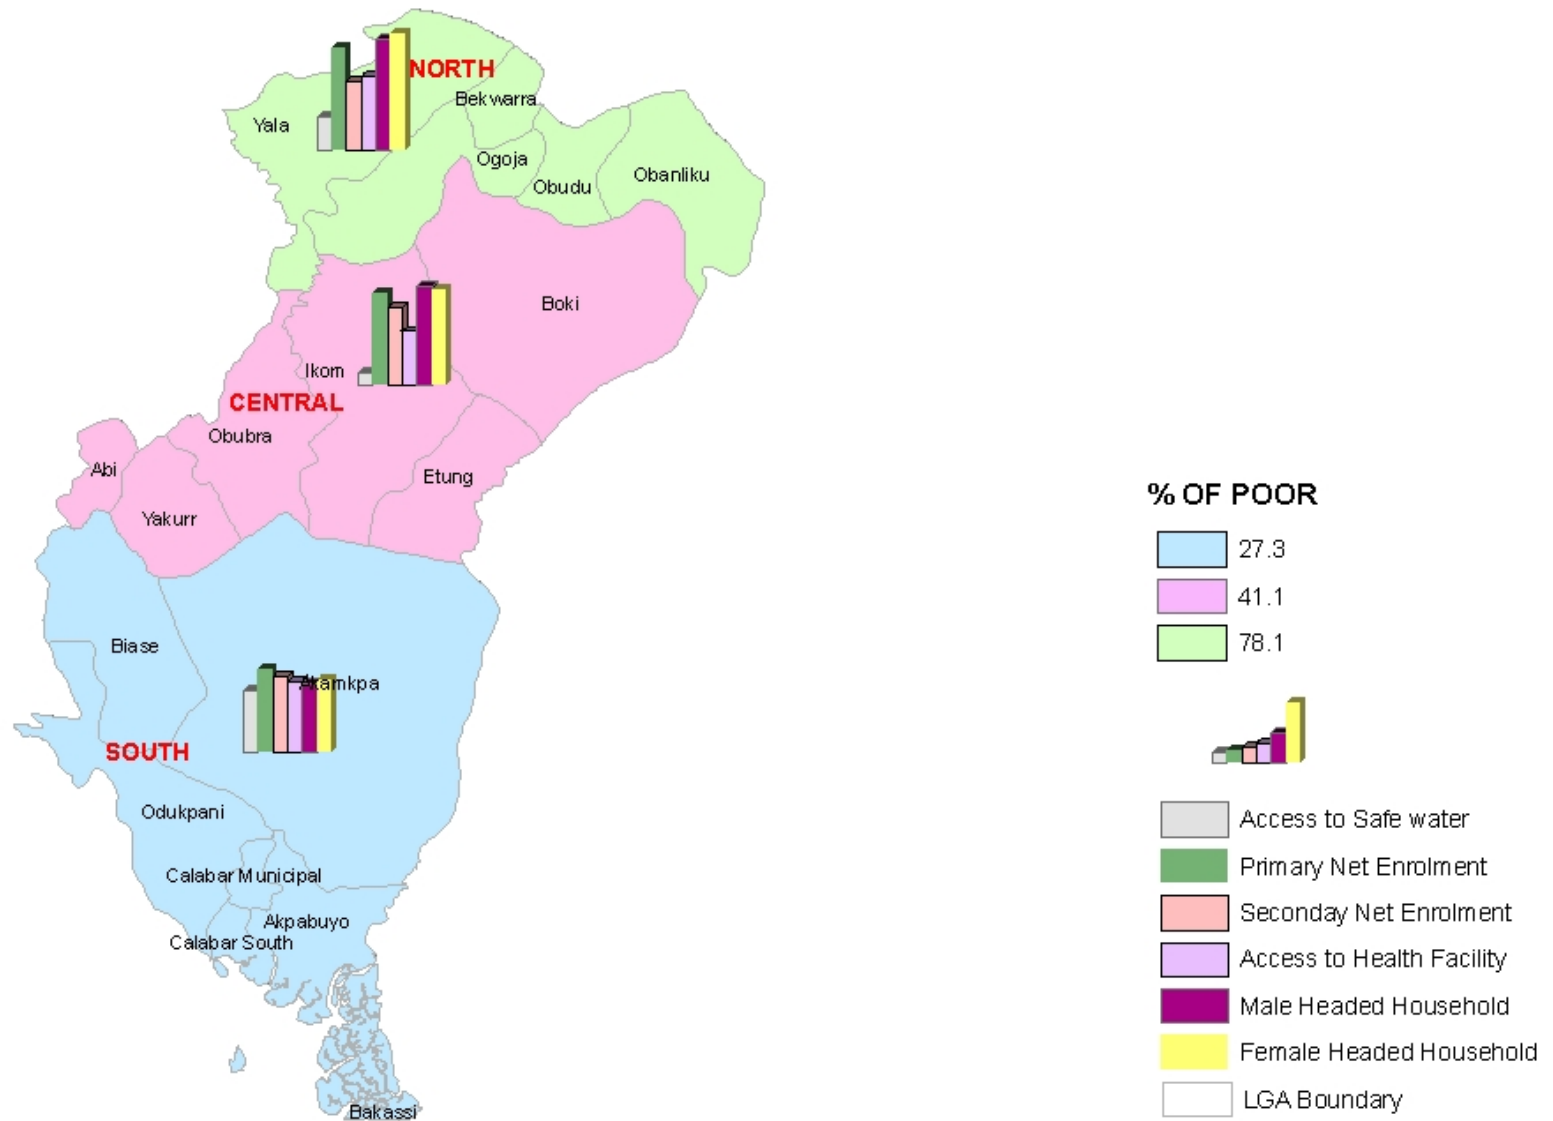 NORTH
Bekwarra
Yala
Ogoja
Obanliku
Obudu
Boki
Ikom
CENTRAL
Obubra
Abi
Etung
Yakurr
Biase
Akamkpa
SOUTH
Odukpani
Calabar Municipal
Akpabuyo
Calabar South
Bakassi
% OF POOR
27.3
41.1
78.1
Access to Safe water
Primary Net Enrolment
Seconday Net Enrolment
Access to Health Facility
Male Headed Household
Female Headed Household
LGA Boundary